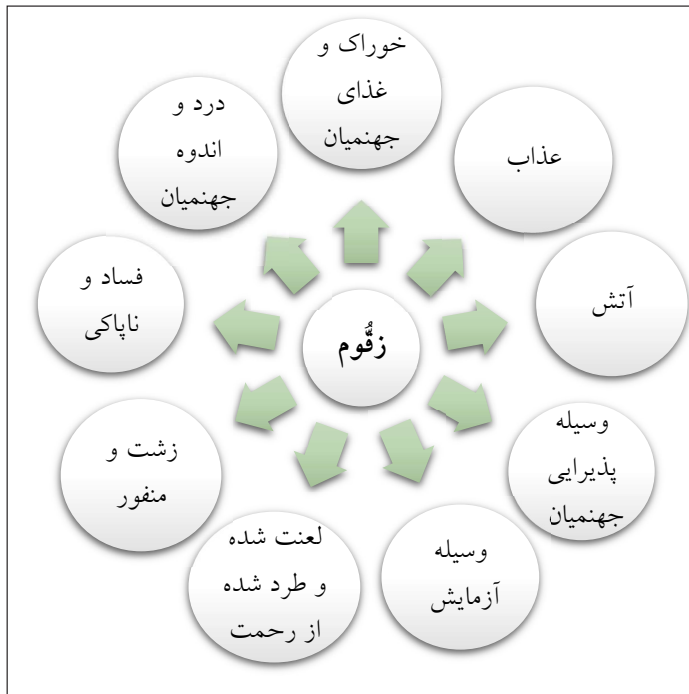 زقُّوم
خوراک و
غذای
جهنمیان
عذاب
آتش
وسیله
پذیرایی
جهنمیان
وسیله
آزمایش
لعنت شده
و طرد شده
از رحمت
زشت و
منفور
فساد و
ناپاکی
درد و
اندوه
جهنمیان